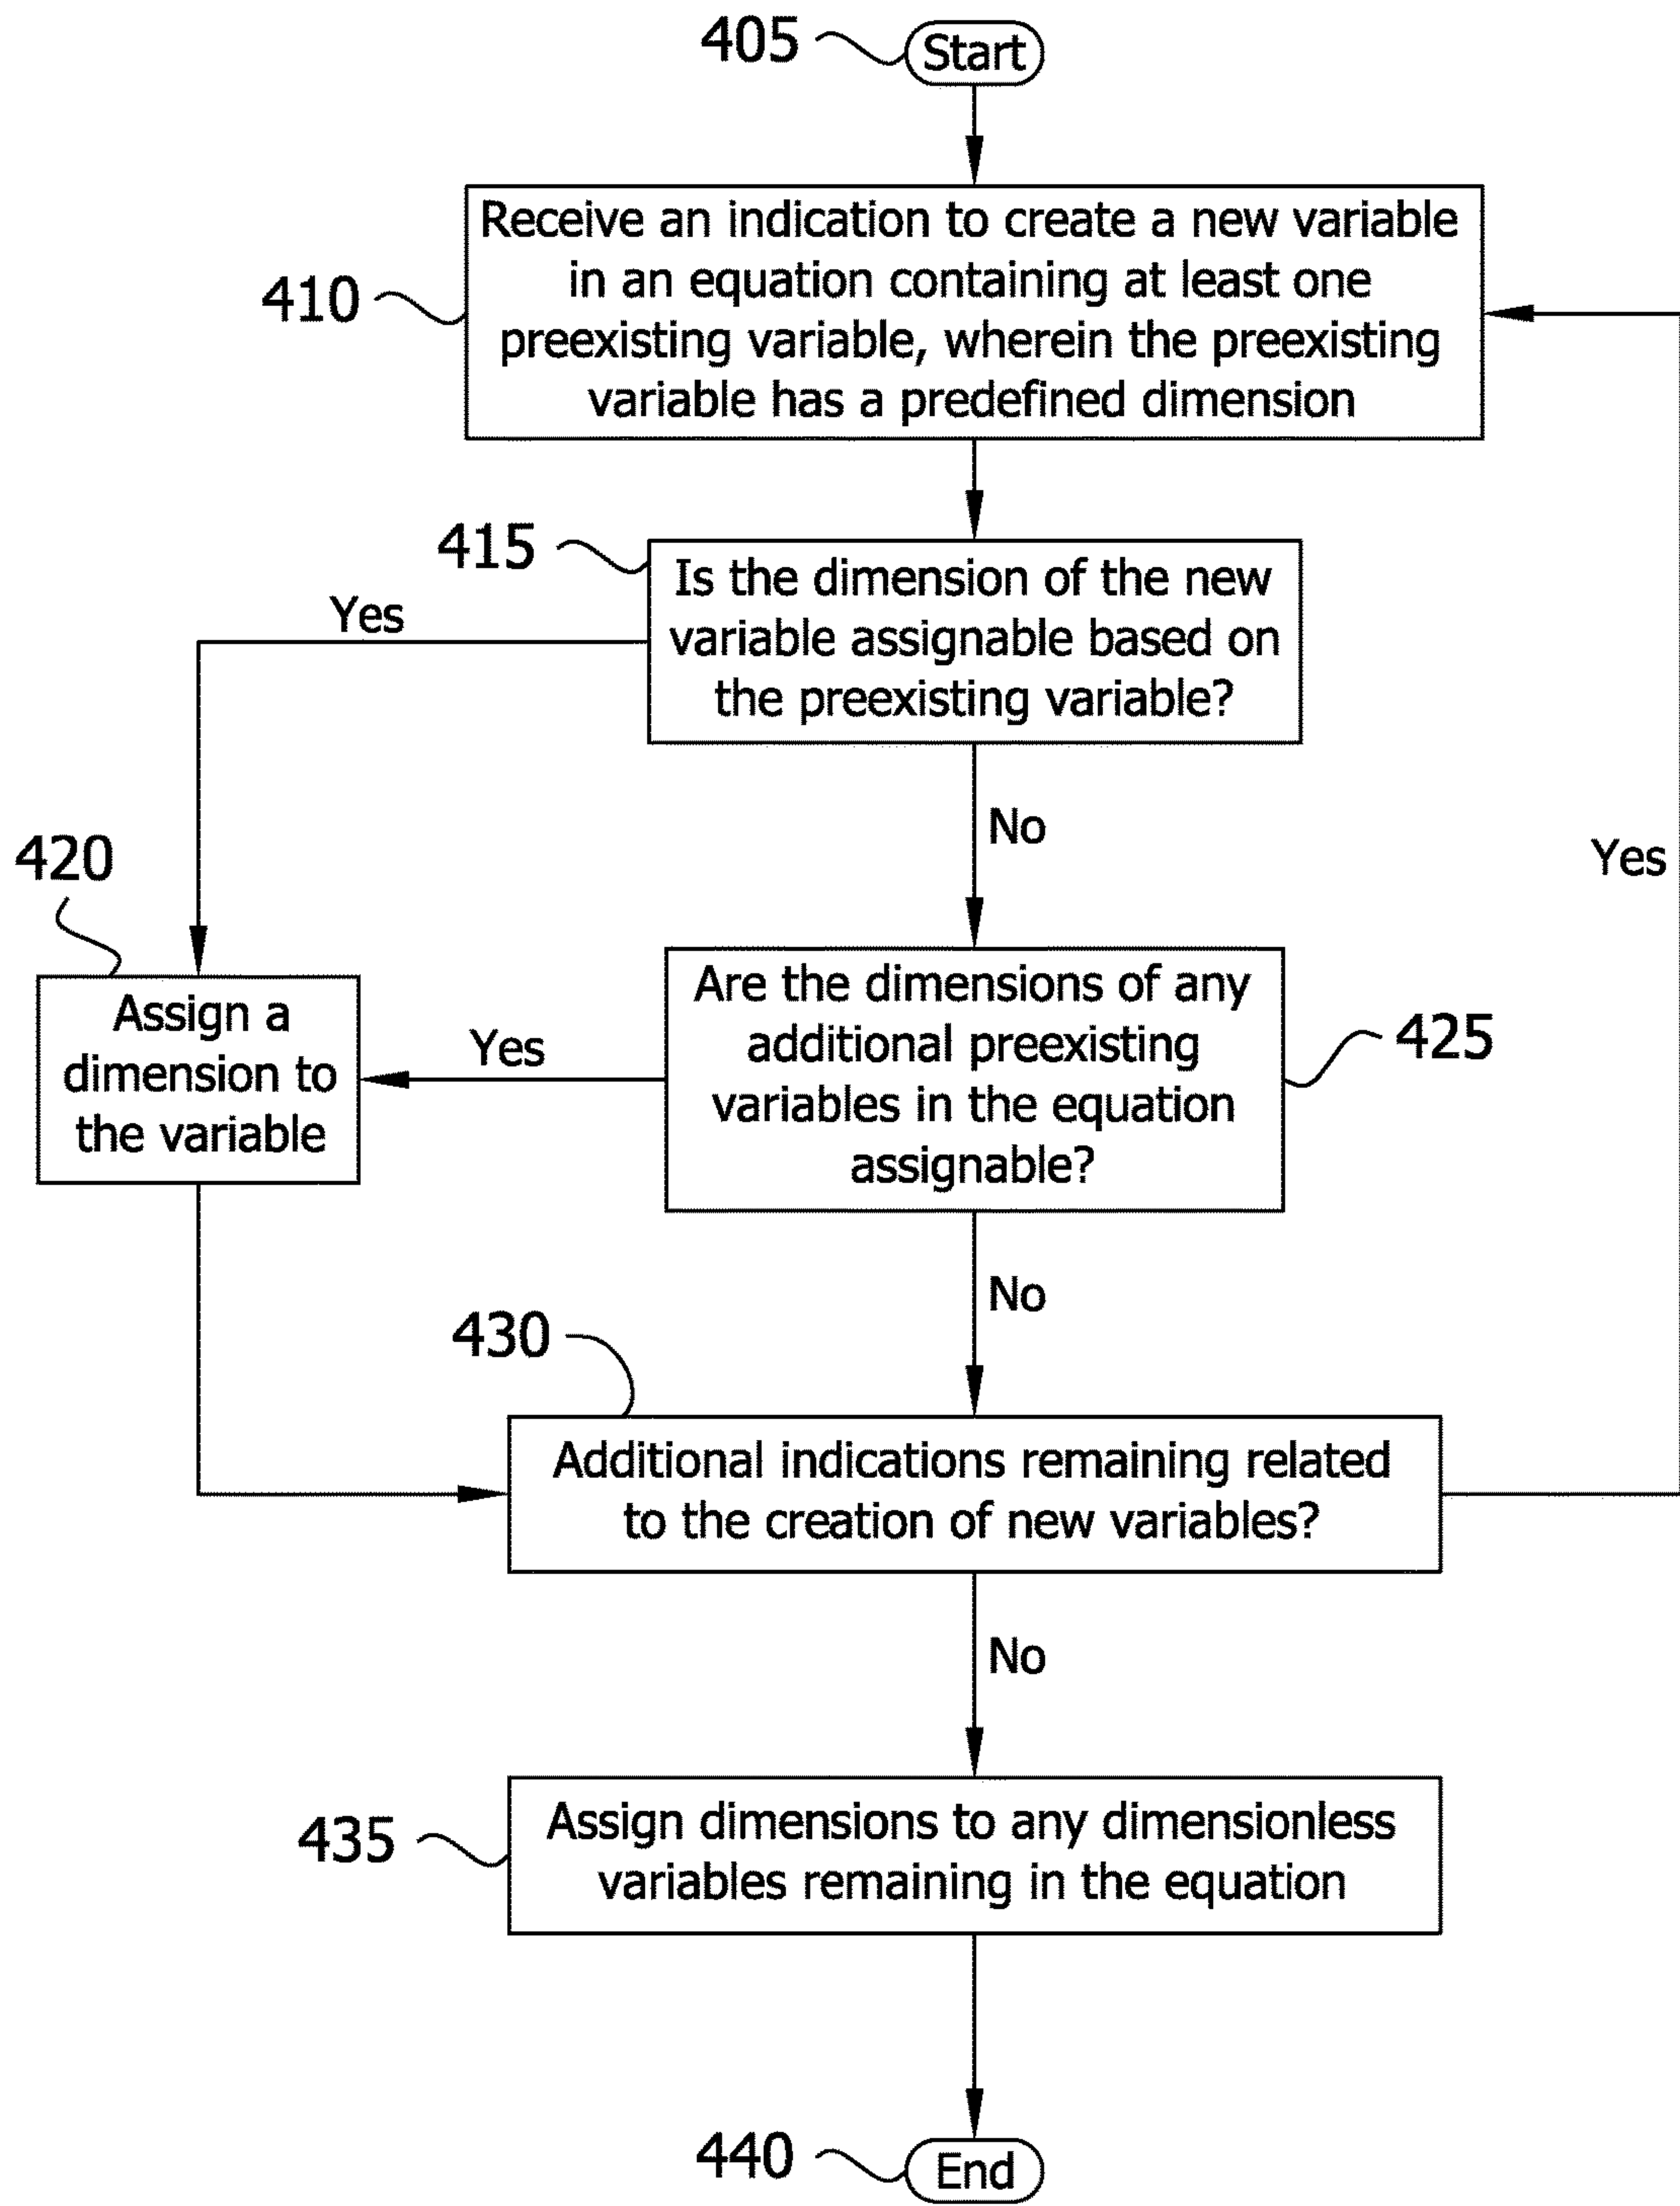 405
Start
Receive an indication to create a new variable
in an equation containing at least one
preexisting variable, wherein the preexisting
variable has a predefined dimension
410
415
Is the dimension of the new
variable assignable based on
the preexisting variable?
Yes
No
420
Yes
Assign a
dimension to
the variable
Yes
Are the dimensions of any
additional preexisting
variables in the equation
assignable?
425
No
430
Additional indications remaining related
to the creation of new variables?
No
435
Assign dimensions to any dimensionless
variables remaining in the equation
440
End